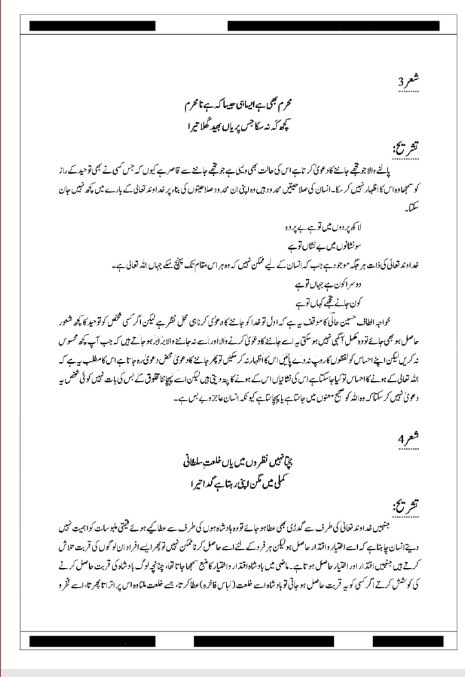 شعر 3
محرم بھی ہے ایسا ہی جیسا کہ ہے نا محرم
کچھ کہہ نہ سکا جس پر یاں بھید کُھلا تیرا
تشریح:
پالنے والا جو تجھے جاننے کا دعویٰ کرتا ہے اس کی حالت بھی ویسی ہے جو تجھے جاننے سے قاصر ہے کیوں کہ جس کسی نے بھی توحید کے راز
کو سمجھا وہ اس کا اظہار نہیں کر سکا۔ انسان کی صلاحیتیں محدود ہیں وہ اپنی ان محدود صلاحیتوں کی بناء پر خداوند تعالیٰ کے بارے میں کچھ نہیں جان
سکتا۔
لاکھ پردوں میں تو ہے بے پردہ
سو نشانوں میں بے نشاں تو ہے
خداوند تعالیٰ کی ذات ہر جگہ موجود ہے جب کہ انسان کے لیے ممکن نہیں کہ وہ ہر اس مقام تک پہنچ سکے جہاں اللہ تعالیٰ ہے۔
دوسرا کون ہے جہاں تو ہے
کون جانے تجھے کہاں تو ہے
خواجہ الطاف حسین حالیؔ کا موقف یہ ہے کہ اول تو خدا کو جاننے کا دعویٰ کرنا ہی محل نظر ہے لیکن اگر کسی شخص کو توحید کا کچھ شعور
حاصل ہو بھی جائے تو وہ مکمل آگہی نہیں ہو سکتی یہ اسے جاننے کا دعویٰ کرنے والا اور اُسے نہ جاننے والا برابر ہو جاتے ہیں کہ جب آپ کچھ محسوس
نہ کریں لیکن اپنے احساس کو لفظوں کا روپ نہ دے پائیں اس کا اظہار نہ کر سکیں تو پھر جاننے کا دعویٰ محض دعویٰ رہ جاتا ہے اس کا مطلب یہ ہے کہ
اللہ تعالیٰ کے ہونے کا احساس تو کیا جا سکتا ہے اس کی نشانیاں اس کے ہونے کا پتہ دیتی ہیں لیکن اسے پہچاننا مخلوق کے بس کی بات نہیں کوئی شخص یہ
دعویٰ نہیں کر سکتا کہ وہ اللہ کو صحیح معنوں میں جانتا ہے یا پہچانتا ہے کیونکہ انسان عاجز و بے بس ہے۔
شعر 4
جچتا نہیں نظروں میں یاں خلعتِ سلطانی
کملی میں مگن اپنی رہتا ہے گدا تیرا
تشریح:
جنہیں خداوند تعالیٰ کی طرف سے گدڑی بھی عطا ہو جائے تو وہ بادشاہوں کی طرف سے عطا کیے ہوئے قیمتی ملبوسات کو اہمیت نہیں
دیتے انسان چاہتا ہے کہ اسے اختیار و اقتدار حاصل ہو لیکن ہر فرد کے لئے اسے حاصل کرنا ممکن نہیں تو پھر ایسے افراد ان لوگوں کی قربت تلاش
کرتے ہیں جنہیں اقتدار اور اختیار حاصل ہوتا ہے۔ ماضی میں بادشاہ اقتدار و اختیار کا منبع سمجھا جاتا تھا، چنانچہ لوگ بادشاہ کی قربت حاصل کرنے
کی کوشش کرتے اگر کسی کو یہ قربت حاصل ہو جاتی تو بادشاہ اسے خلعت (لباس فاخرہ) عطا کرتا، جسے خلعت ملتا وہ اس پر اتراتا پھرتا، اسے فخر و